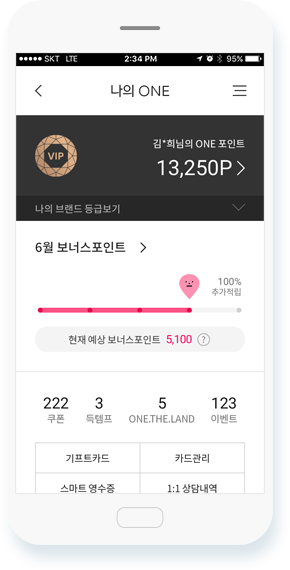 SKT LTE 2:34 PM 95%
나의 ONE
VIP
김*희님의 ONE 포인트
13,250P
나의 브랜드 등급보기
6월 보너스포인트
100%
추가적립
현재 예상 보너스포인트 5,100 ?
222 3 5 123
쿠폰 득템프 ONE.THE.LAND 이벤트
기프트카드 카드관리
스마트 영수증 1:1 상담내역